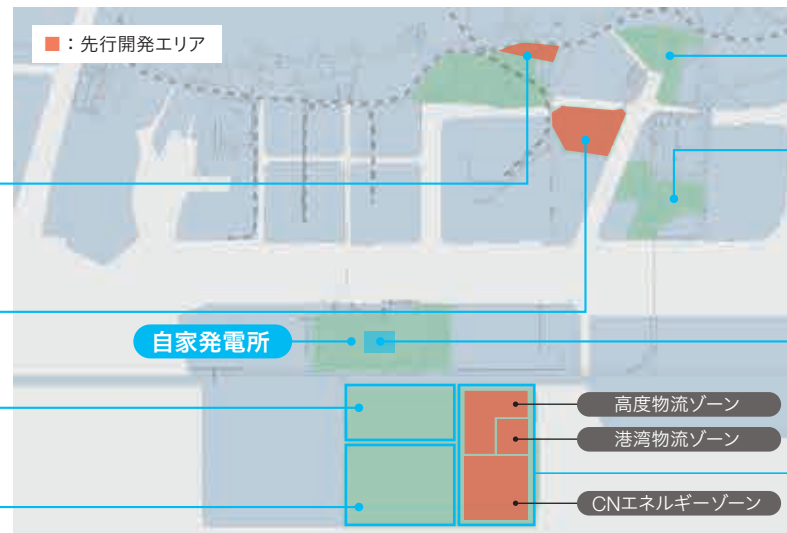 ■：先行開発エリア
自家発電所
高度物流ゾーン
港湾物流ゾーン
CNエネルギーゾーン